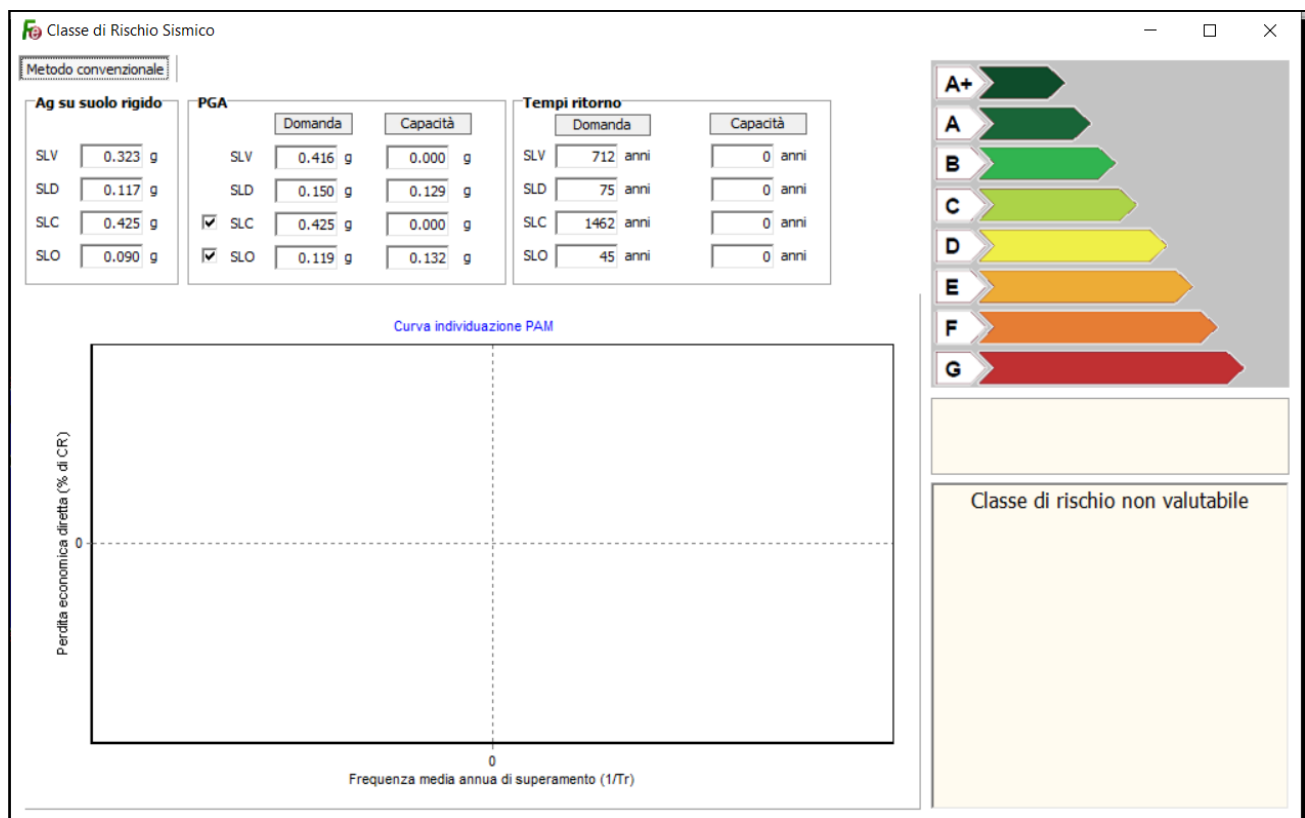 Fe Classe di Rischio Sismico
Metodo convenzionale
Ag su suolo rigido PGA Tempi ritorno
Domanda Capacità Domanda Capacità
SLV 0.323 g SLV 0.416 g 0.000 g SLV 712 anni 0 anni
SLD 0.117 g SLD 0.150 g 0.129 g SLD 75 anni 0 anni
SLC 0.425 g SLC 0.425 g 0.000 g SLC 1462 anni 0 anni
SLO 0.090 g SLO 0.119 g 0.132 g SLO 45 anni 0 anni
Curva individuazione PAM
Perdita economica diretta (% di CR)
0
0
Frequenza media annua di superamento (1/Tr)
A+
A
B
C
D
E
F
G
Classe di rischio non valutabile